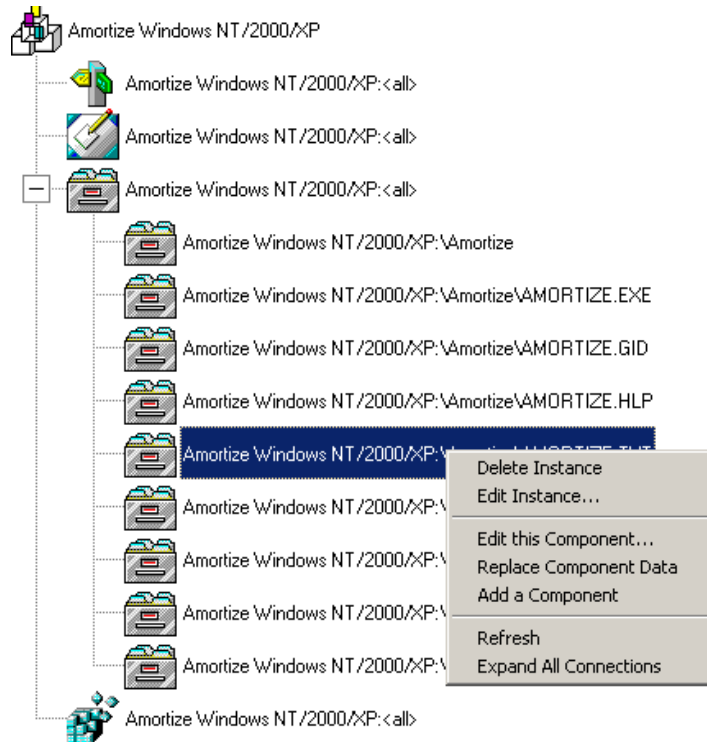 Amortize Windows NT/2000/XP
Amortize Windows NT/2000/XP:<all>
Amortize Windows NT/2000/XP:<all>
Amortize Windows NT/2000/XP:<all>
Amortize Windows NT/2000/XP:\Amortize
Amortize Windows NT/2000/XP:\Amortize\AMORTIZE.EXE
Amortize Windows NT/2000/XP:\Amortize\AMORTIZE.GID
Amortize Windows NT/2000/XP:\Amortize\AMORTIZE.HLP
Amortize Windows NT/2000/XP:\Amortize\AMORTIZE.TXT
Delete Instance
Edit Instance...
Amortize Windows NT/2000/XP:\
Edit this Component...
Amortize Windows NT/2000/XP:\
Replace Component Data
Add a Component
Amortize Windows NT/2000/XP:\
Refresh
Amortize Windows NT/2000/XP:\
Expand All Connections
Amortize Windows NT/2000/XP:<all>